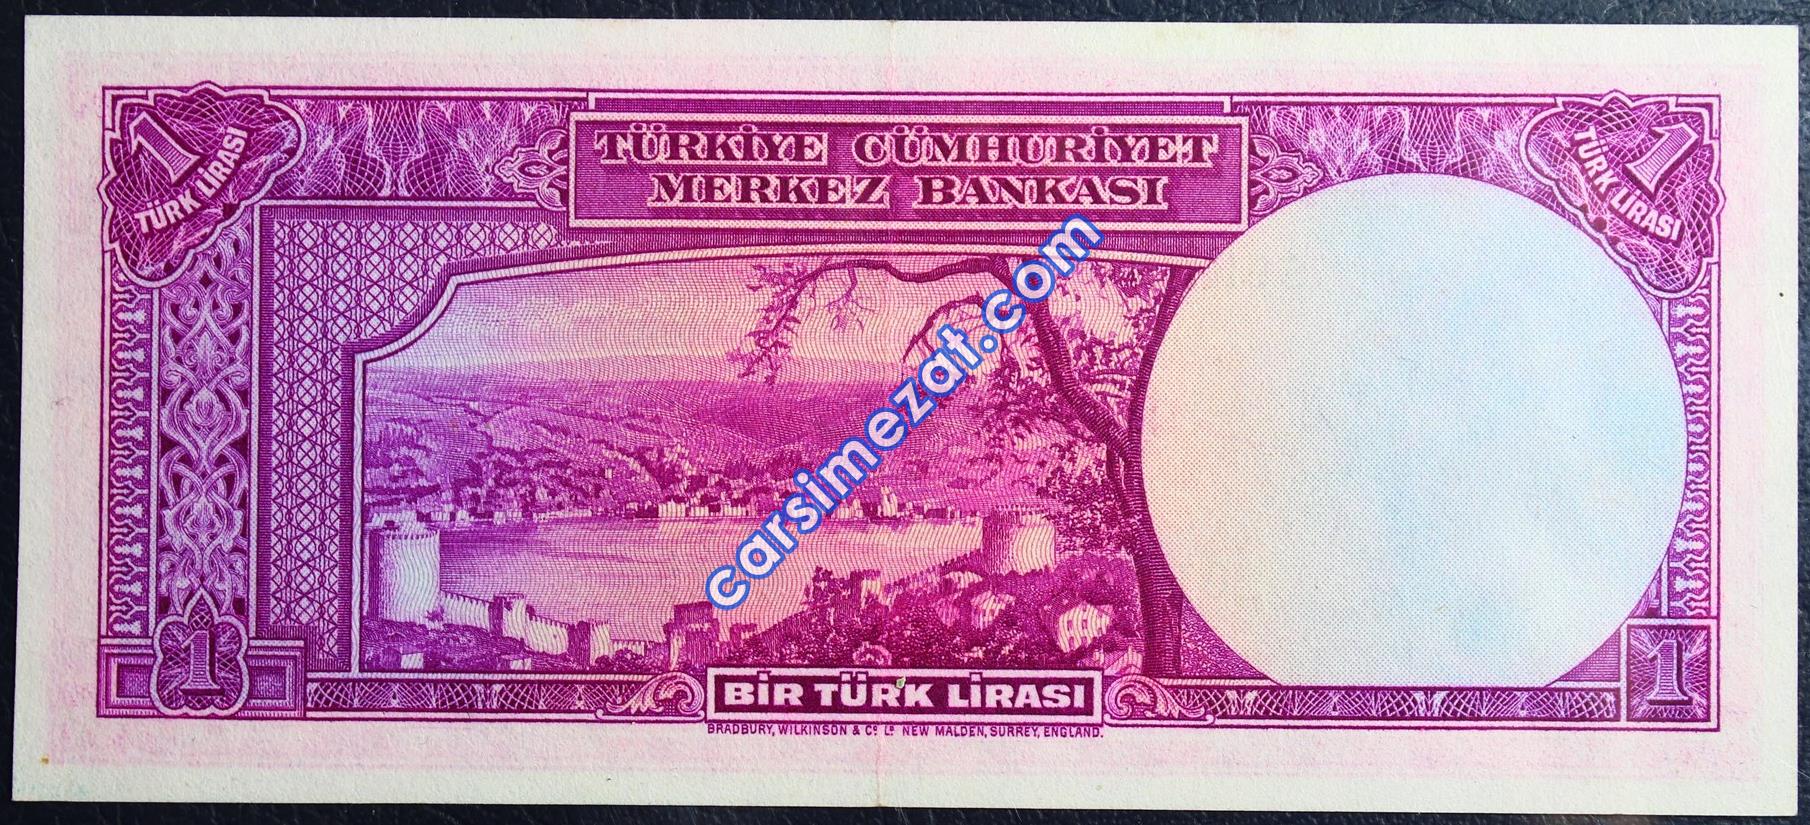 1
TÜRK LİRASI
TÜRKİYE CÜMHURİYET
MERKEZ BANKASI
1
TÜRK LİRASI
carsimezat.com
1
BİR TÜRK LİRASI
1
BRADBURY, WILKINSON & Cº Lº NEW MALDEN, SURREY, ENGLAND.